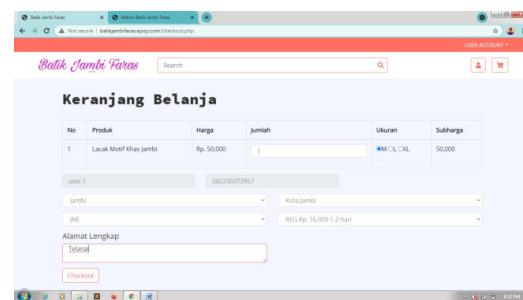 Batik Jambi Faras
Admin Batik Jambi Faras
Not secure | batikjambifaras.epoy.com/checkout.php
USER ACCOUNT
Batik Jambi Faras
Search
Keranjang Belanja
No Produk Harga Jumlah Ukuran Subharga
1 Lacak Motif Khas Jambi Rp. 50,000 1 M L XL 50,000
user 1 082236073957
Jambi Kota Jambi
JNE REG Rp. 16,000 1-2 hari
Alamat Lengkap
Telanai
Checkout